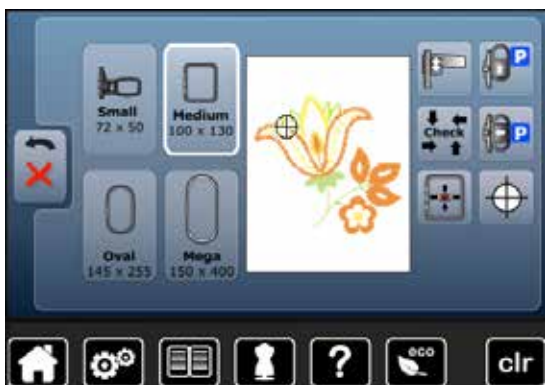 Small
72 x 50
Medium
100 x 130
P
Check
P
Oval
145 x 255
Mega
150 x 400
?
eco
clr